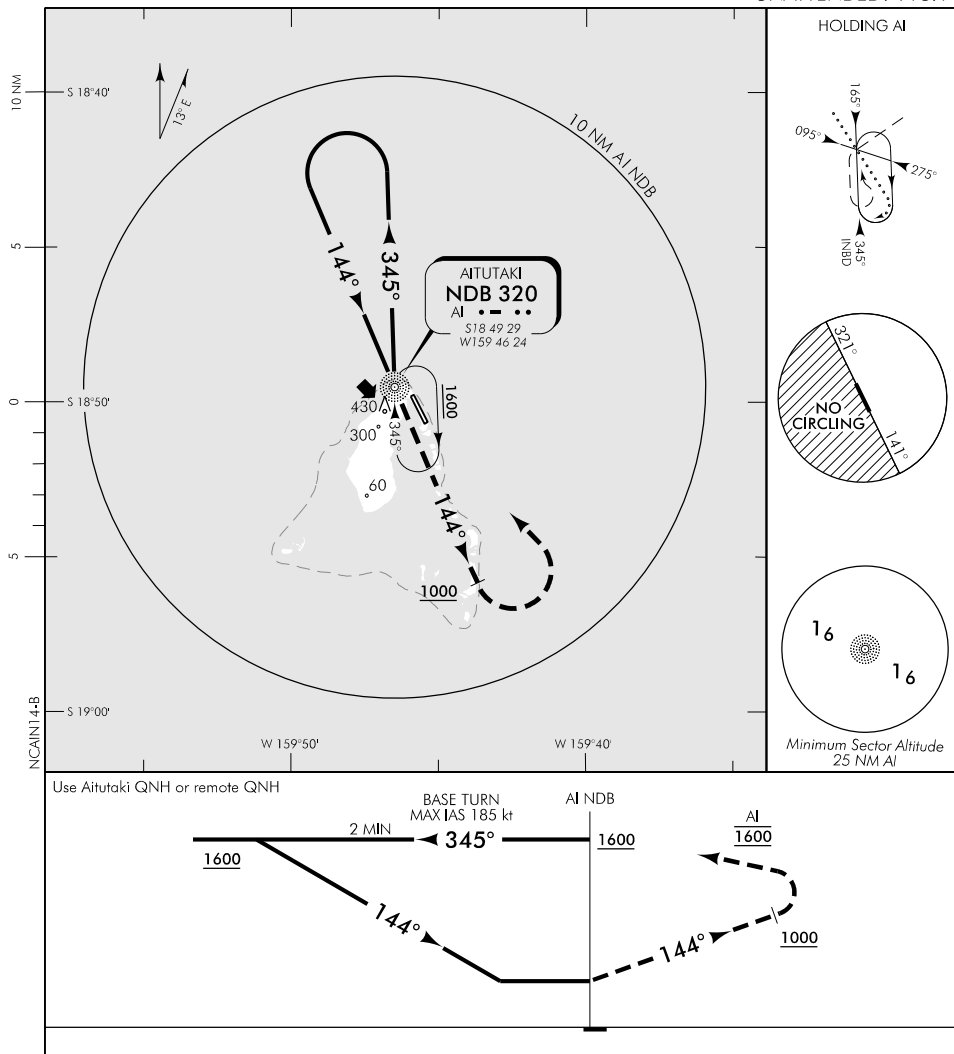 HOLDING AI
10 NM
S 18°40'
13° E
10 NM AI NDB
165°
095°
275°
345°
INBD
5
144°
345°
AITUTAKI
NDB 320
AI
S18 49 29
W159 46 24
321°
NO
CIRCLING
141°
0
S 18°50'
430
300
345°
1600
60
144°
5
1000
16
16
S 19°00'
NCAIN14-B
W 159°50'
W 159°40'
Minimum Sector Altitude
25 NM AI
Use Aitutaki QNH or remote QNH
BASE TURN
MAX IAS 185 kt
AI NDB
2 MIN
345°
1600
1600
AI
1600
144°
144°
1000